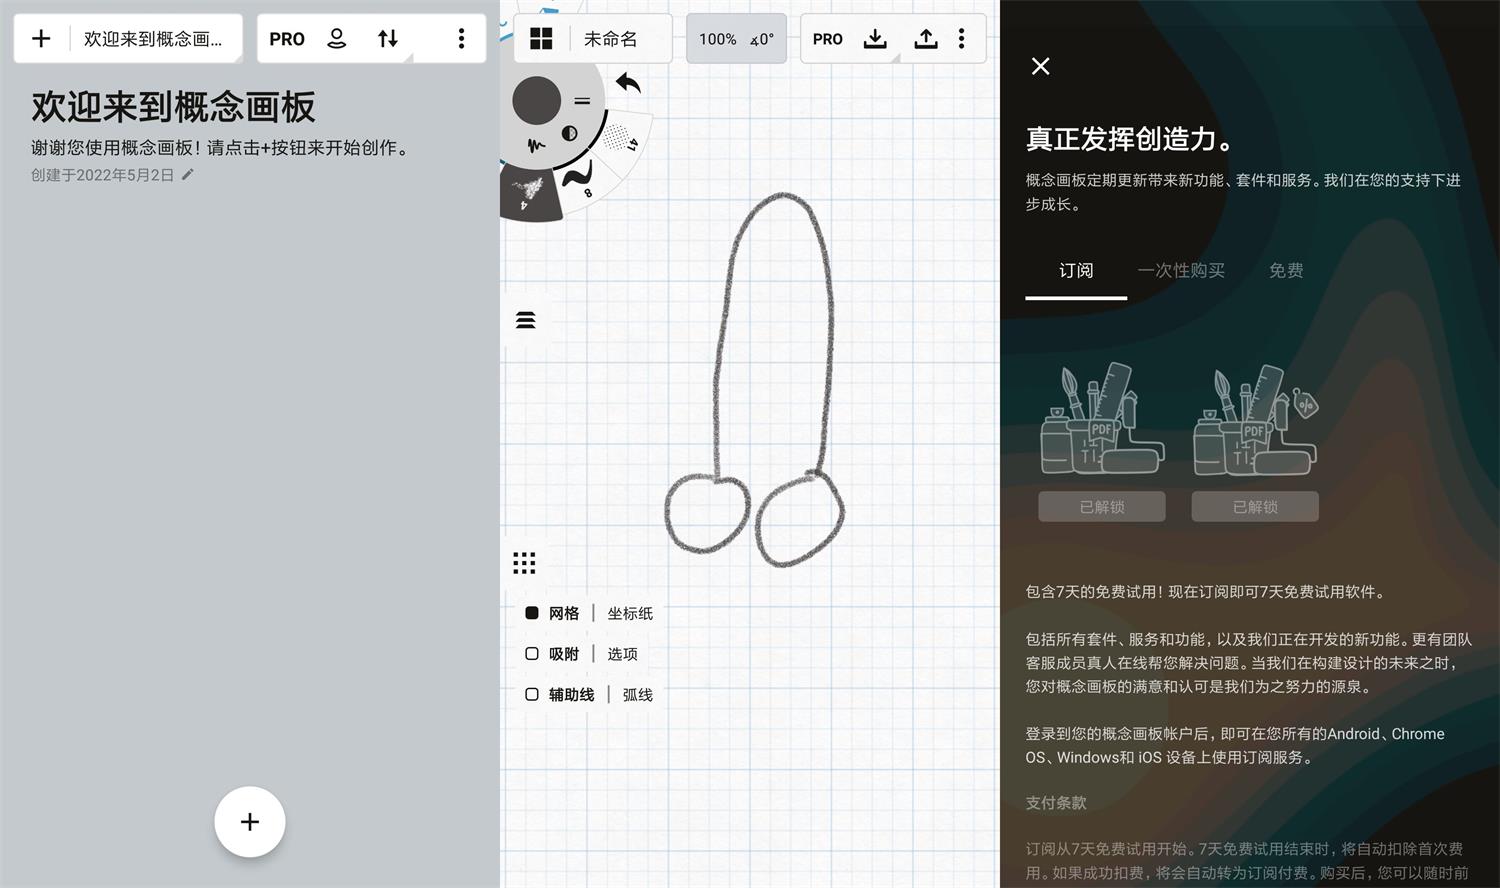 欢迎来到概念画...
PRO
欢迎来到概念画板
谢谢您使用概念画板！请点击+按钮来开始创作。
创建于2022年5月2日
未命名
100% ∡0°
PRO
41
8
4
网格 | 坐标纸
吸附 | 选项
辅助线 | 弧线
真正发挥创造力。
概念画板定期更新带来新功能、套件和服务。我们在您的支持下进
步成长。
订阅 一次性购买 免费
PDF
PDF
%
已解锁 已解锁
包含7天的免费试用！现在订阅即可7天免费试用软件。
包括所有套件、服务和功能，以及我们正在开发的新功能。更有团队
客服成员真人在线帮您解决问题。当我们在构建设计的未来之时，
您对概念画板的满意和认可是我们为之努力的源泉。
登录到您的概念画板帐户后，即可在您所有的Android、Chrome
OS、Windows和 iOS 设备上使用订阅服务。
支付条款
订阅从7天免费试用开始。7天免费试用结束时，将自动扣除首次费
用。如果成功扣费，将会自动转为订阅付费。购买后，您可以随时前